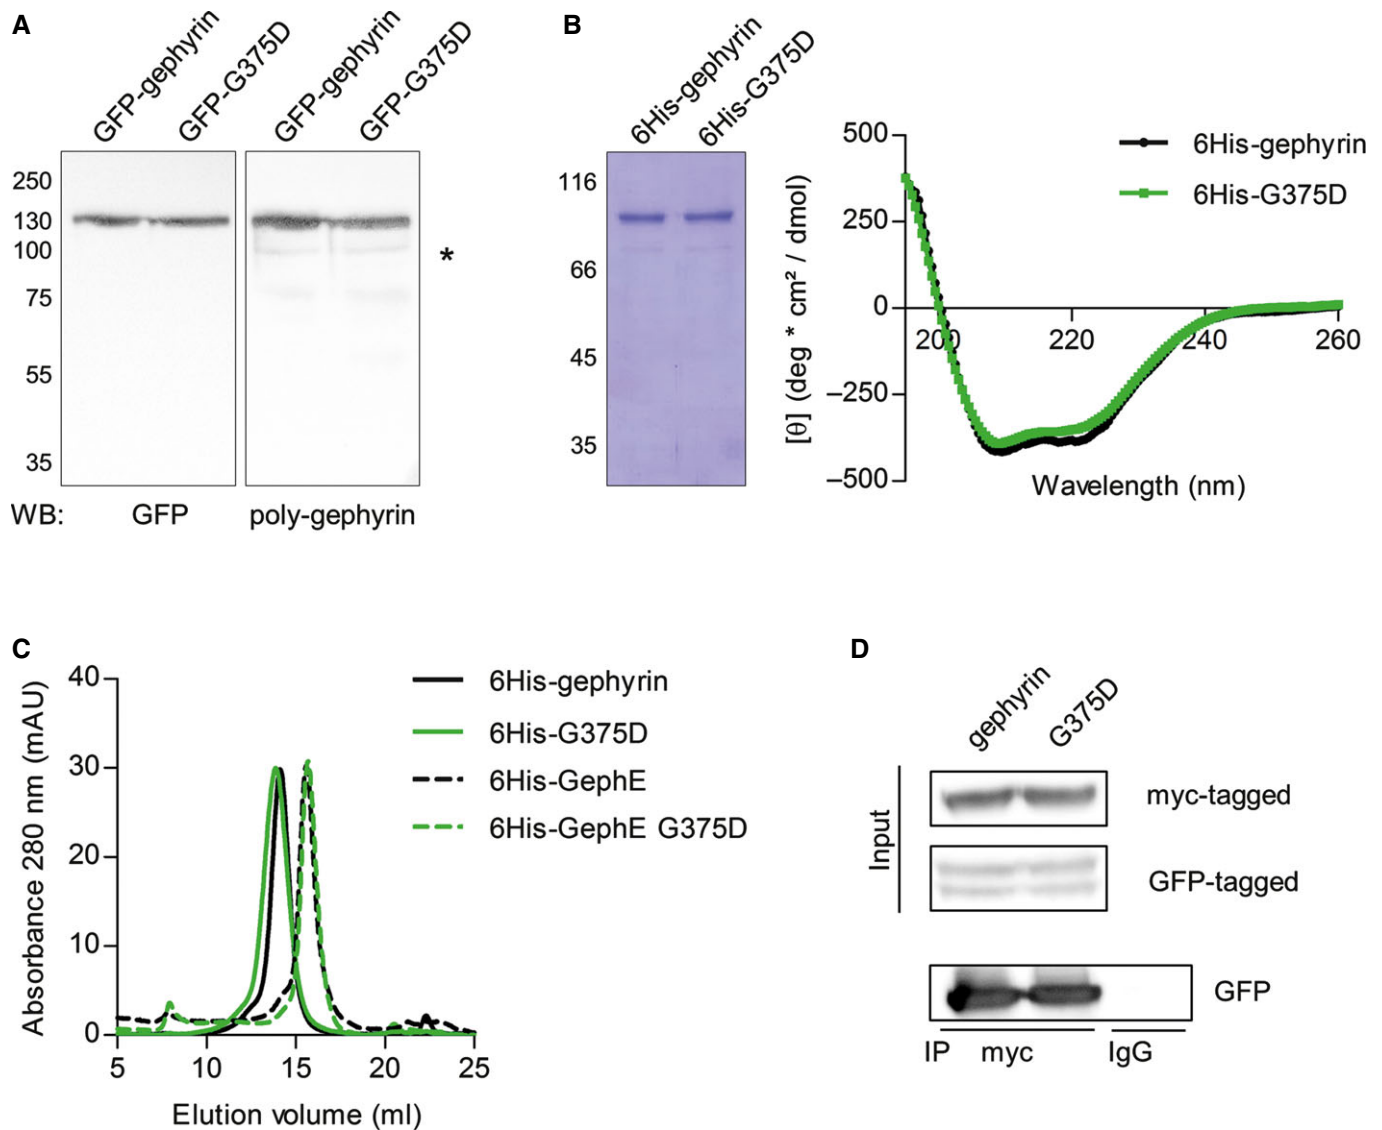 A
GFP-gephyrin
GFP-G375D
GFP-gephyrin
GFP-G375D
250
130
100
75
55
35
*
WB: GFP poly-gephyrin
B
6His-gephyrin
6His-G375D
116
66
45
35
[θ] (deg * cm² / dmol)
500
250
0
−250
−500
200 220 240 260
Wavelength (nm)
6His-gephyrin
6His-G375D
C
Absorbance 280 nm (mAU)
40
30
20
10
0
5 10 15 20 25
Elution volume (ml)
6His-gephyrin
6His-G375D
6His-GephE
6His-GephE G375D
D
gephyrin
G375D
Input
myc-tagged
GFP-tagged
GFP
IP myc IgG